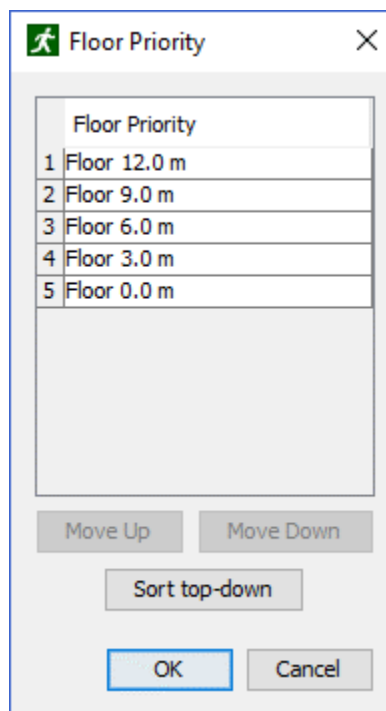 Floor Priority
Floor Priority
1 Floor 12.0 m
2 Floor 9.0 m
3 Floor 6.0 m
4 Floor 3.0 m
5 Floor 0.0 m
Move Up Move Down
Sort top-down
OK Cancel